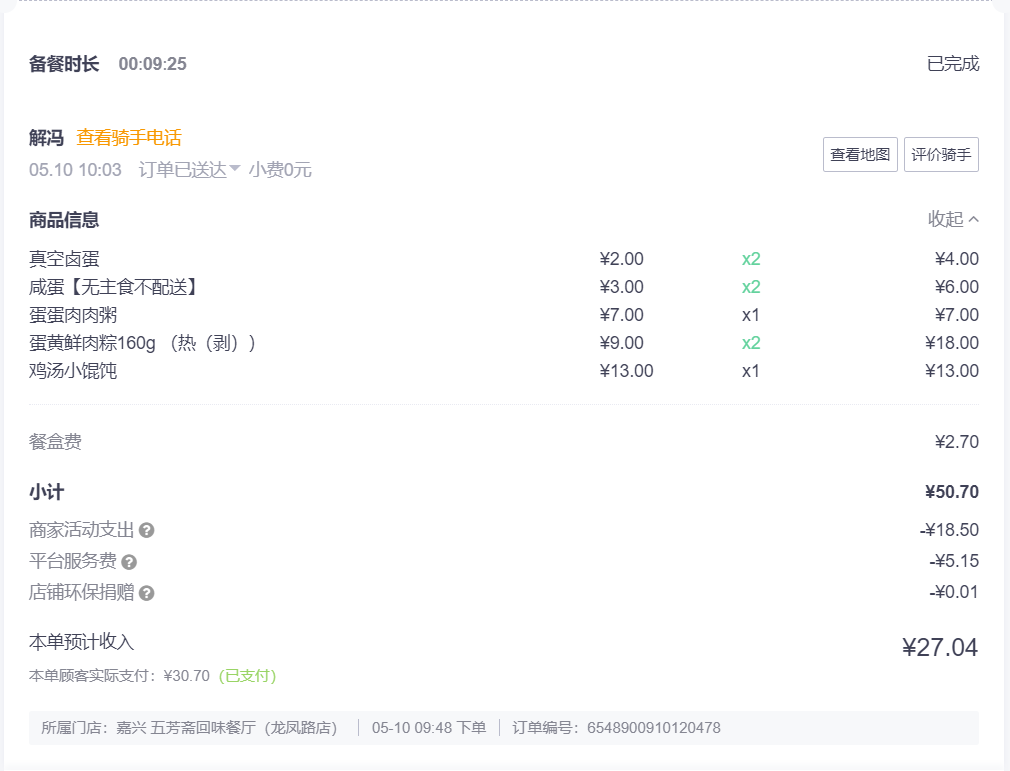 备餐时长 00:09:25 已完成
解冯 查看骑手电话
查看地图 评价骑手
05.10 10:03 订单已送达 小费0元
商品信息 收起
真空卤蛋 ¥2.00 x2 ¥4.00
咸蛋【无主食不配送】 ¥3.00 x2 ¥6.00
蛋蛋肉肉粥 ¥7.00 x1 ¥7.00
蛋黄鲜肉粽160g （热（剥）） ¥9.00 x2 ¥18.00
鸡汤小馄饨 ¥13.00 x1 ¥13.00
餐盒费 ¥2.70
小计 ¥50.70
商家活动支出 ? -¥18.50
平台服务费 ? -¥5.15
店铺环保捐赠 ? -¥0.01
本单预计收入 ¥27.04
本单顾客实际支付：¥30.70 (已支付)
所属门店：嘉兴 五芳斋回味餐厅（龙凤路店） 05-10 09:48 下单 订单编号：6548900910120478